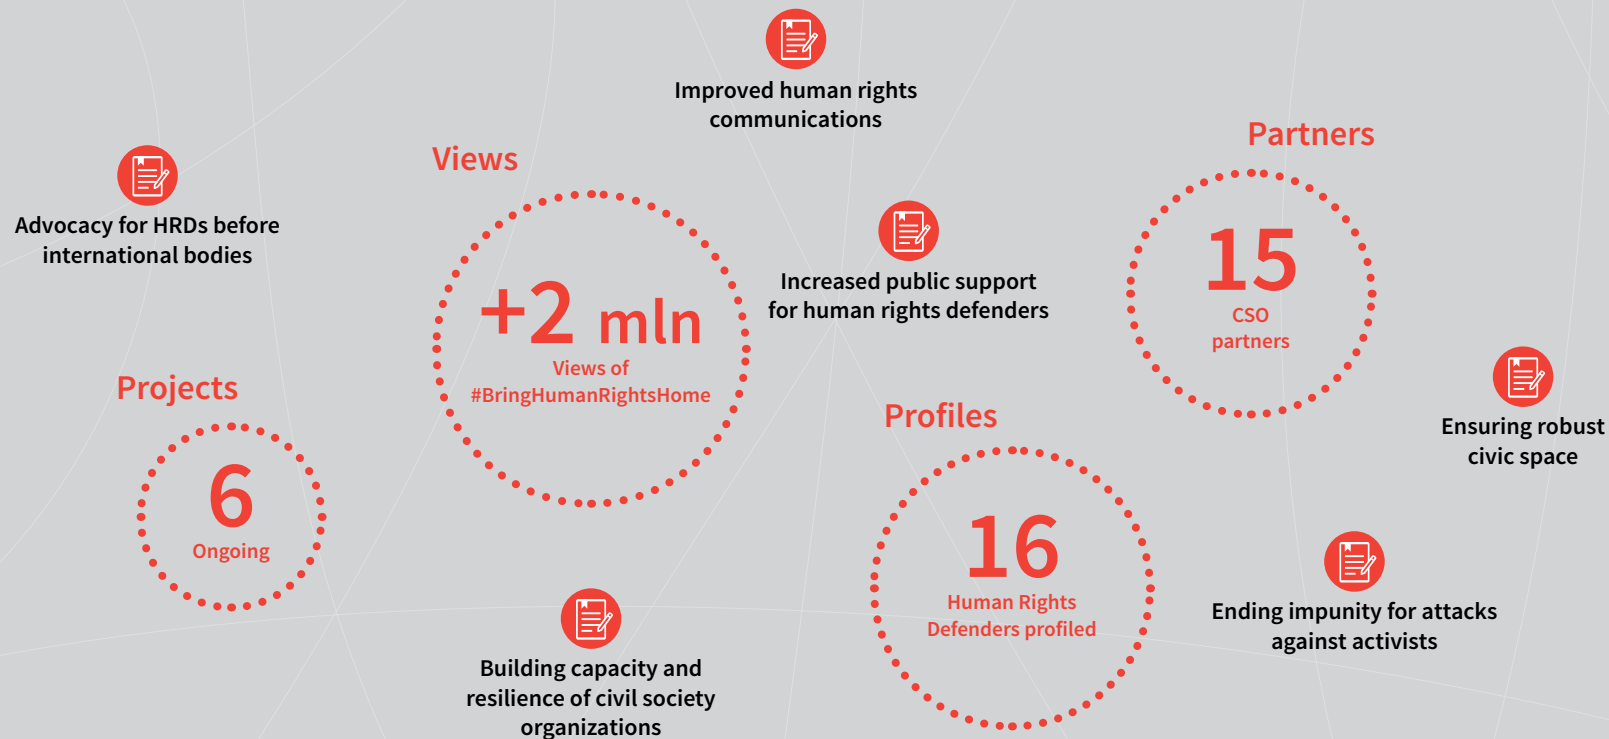 Improved human rights
communications
Advocacy for HRDs before
international bodies
Views
+2 mln
Views of
#BringHumanRightsHome
Increased public support
for human rights defenders
Partners
15
CSO
partners
Projects
6
Ongoing
Profiles
16
Human Rights
Defenders profiled
Ensuring robust
civic space
Building capacity and
resilience of civil society
organizations
Ending impunity for attacks
against activists